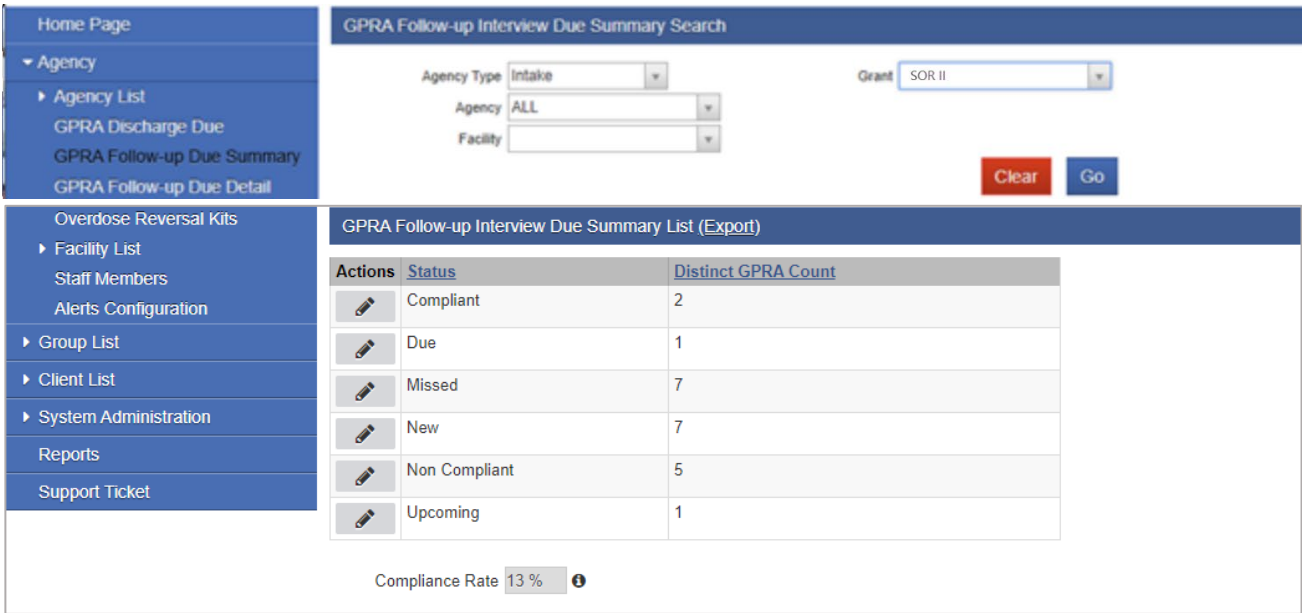 Home Page
Agency
Agency List
GPRA Discharge Due
GPRA Follow-up Due Summary
GPRA Follow-up Due Detail
Overdose Reversal Kits
Facility List
Staff Members
Alerts Configuration
Group List
Client List
System Administration
Reports
Support Ticket
GPRA Follow-up Interview Due Summary Search
Agency Type Intake Grant SOR II
Agency ALL
Facility
Clear Go
GPRA Follow-up Interview Due Summary List (Export)
Actions Status Distinct GPRA Count
Compliant 2
Due 1
Missed 7
New 7
Non Compliant 5
Upcoming 1
Compliance Rate 13 %